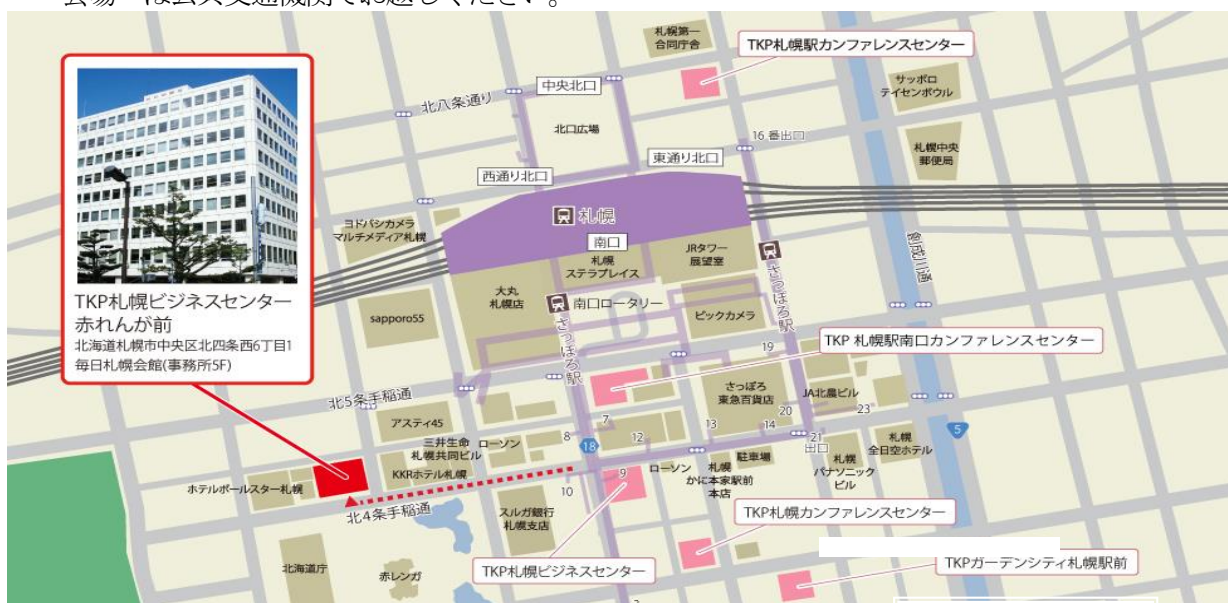 会場へは公共交通機関でお越しください。
札幌第一
合同庁舎
TKP札幌駅カンファレンスセンター
サッポロ
テイセンボウル
中央北口
北八条通り
北口広場
16 番出口
札幌中央
郵便局
東通り北口
西通り北口
ヨドバシカメラ
マルチメディア札幌
札幌
南口
札幌
ステラプレイス
JRタワー
展望室
創成川通
大丸
札幌店
南口ロータリー
さっぽろ駅
さっぽろ駅
ビックカメラ
sapporo55
TKP札幌ビジネスセンター
赤れんが前
北海道札幌市中央区北四条西6丁目1
毎日札幌会館(事務所5F)
19
TKP 札幌駅南口カンファレンスセンター
北5条手稲通
さっぽろ
東急百貨店
JA北農ビル
アスティ45
7
20
23
三井生命
札幌共同ビル
ローソン
8
18
12
13
14
21
出口
札幌
全日空ホテル
5
ホテルポールスター札幌
KKRホテル札幌
9
ローソン
札幌
かに本家駅前
本店
駐車場
札幌
パナソニック
ビル
10
北4条手稲通
スルガ銀行
札幌支店
TKP札幌カンファレンスセンター
北海道庁
赤レンガ
TKP札幌ビジネスセンター
TKPガーデンシティ札幌駅前